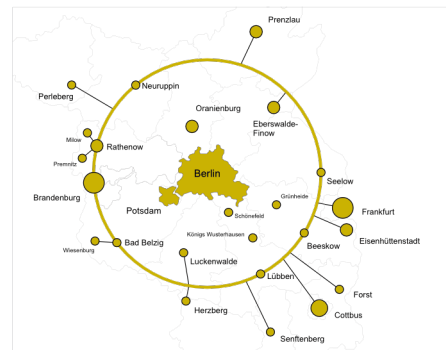 Prenzlau
Neuruppin
Perleberg
Oranienburg
Eberswalde-
Finow
Milow
Rathenow
Premnitz
Berlin
Seelow
Brandenburg
Potsdam
Grünheide
Schönefeld
Frankfurt
Königs Wusterhausen
Eisenhüttenstadt
Wiesenburg
Bad Belzig
Beeskow
Luckenwalde
Lübben
Forst
Herzberg
Cottbus
Senftenberg